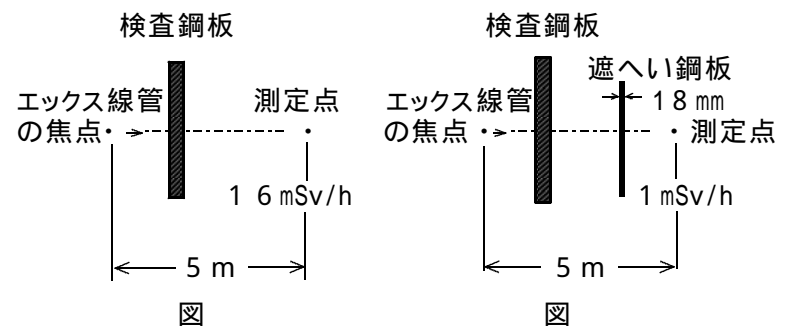 検査鋼板
エックス線管
の焦点
測定点
16mSv/h
5m
図
検査鋼板
遮へい鋼板
18mm
エックス線管
の焦点
測定点
1mSv/h
5m
図